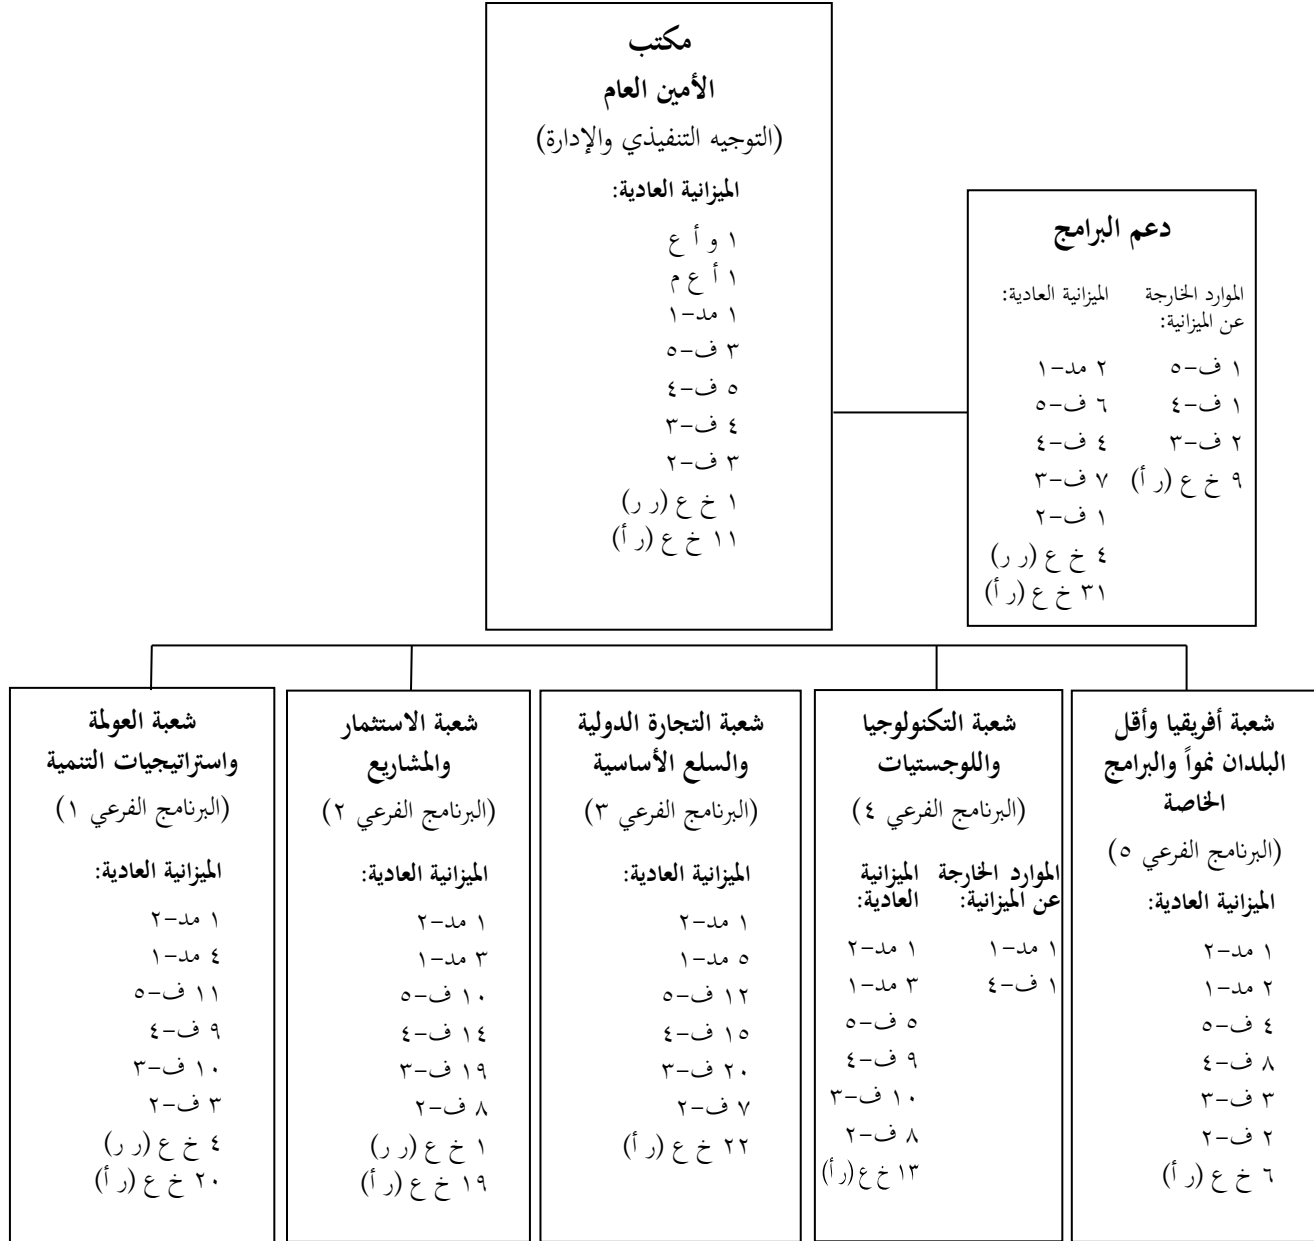 مكتب
الأمين العام
(التوجيه التنفيذي والإدارة)
الميزانية العادية:
١ و أ ع
١ أ ع م
١ مد-١
٣ ف-٥
٥ ف-٤
٤ ف-٣
٣ ف-٢
١ خ ع (ر ر)
١١ خ ع (ر أ)
دعم البرامج
الموارد الخارجة
عن الميزانية:
١ ف-٥
١ ف-٤
٢ ف-٣
٩ خ ع (ر أ)
الميزانية العادية:
٢ مد-١
٦ ف-٥
٤ ف-٤
٧ ف-٣
١ ف-٢
٤ خ ع (ر ر)
٣١ خ ع (ر أ)
شعبة أفريقيا وأقل
البلدان نمواً والبرامج
الخاصة
(البرنامج الفرعي ٥)
الميزانية العادية:
١ مد-٢
٢ مد-١
٤ ف-٥
٨ ف-٤
٣ ف-٣
٢ ف-٢
٦ خ ع (ر أ)
شعبة التكنولوجيا
واللوجستيات
(البرنامج الفرعي ٤)
الموارد الخارجة
عن الميزانية:
١ مد-١
١ ف-٤
الميزانية
العادية:
١ مد-٢
٣ مد-١
٥ ف-٥
٩ ف-٤
١٠ ف-٣
٨ ف-٢
١٣ خ ع (ر أ)
شعبة التجارة الدولية
والسلع الأساسية
(البرنامج الفرعي ٣)
الميزانية العادية:
١ مد-٢
٥ مد-١
١٢ ف-٥
١٥ ف-٤
٢٠ ف-٣
٧ ف-٢
٢٢ خ ع (ر أ)
شعبة الاستثمار
والمشاريع
(البرنامج الفرعي ٢)
الميزانية العادية:
١ مد-٢
٣ مد-١
١٠ ف-٥
١٤ ف-٤
١٩ ف-٣
٨ ف-٢
١ خ ع (ر ر)
١٩ خ ع (ر أ)
شعبة العولمة
واستراتيجيات التنمية
(البرنامج الفرعي ١)
الميزانية العادية:
١ مد-٢
٤ مد-١
١١ ف-٥
٩ ف-٤
١٠ ف-٣
٣ ف-٢
٤ خ ع (ر ر)
٢٠ خ ع (ر أ)